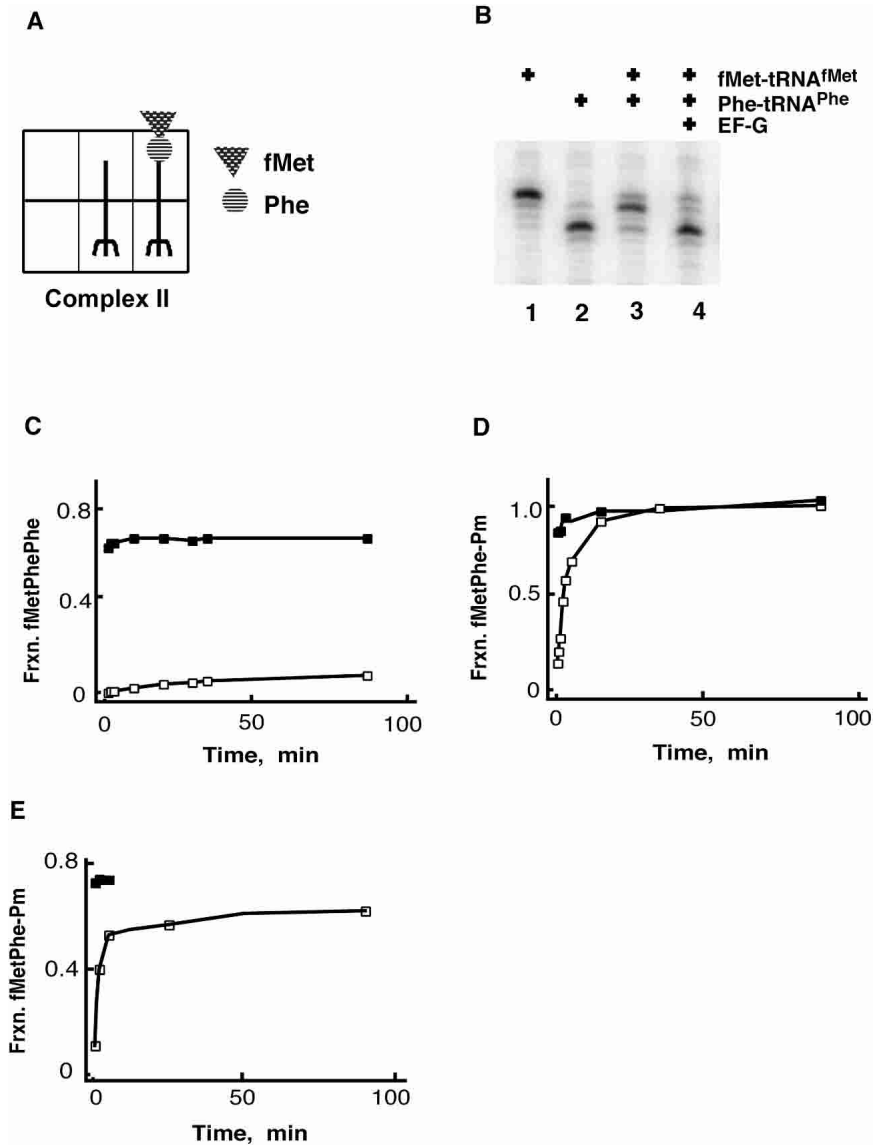 A
fMet
Phe
Complex II
B
✚ ✚ ✚ fMet-tRNAfMet
✚ ✚ ✚ Phe-tRNAPhe
✚ EF-G
1 2 3 4
C
Frxn. fMetPhePhe
0.8
0.4
0
0 50 100
Time, min
D
Frxn. fMetPhe-Pm
1.0
0.5
0
0 50 100
Time, min
E
Frxn. fMetPhe-Pm
0.8
0.4
0
0 50 100
Time, min